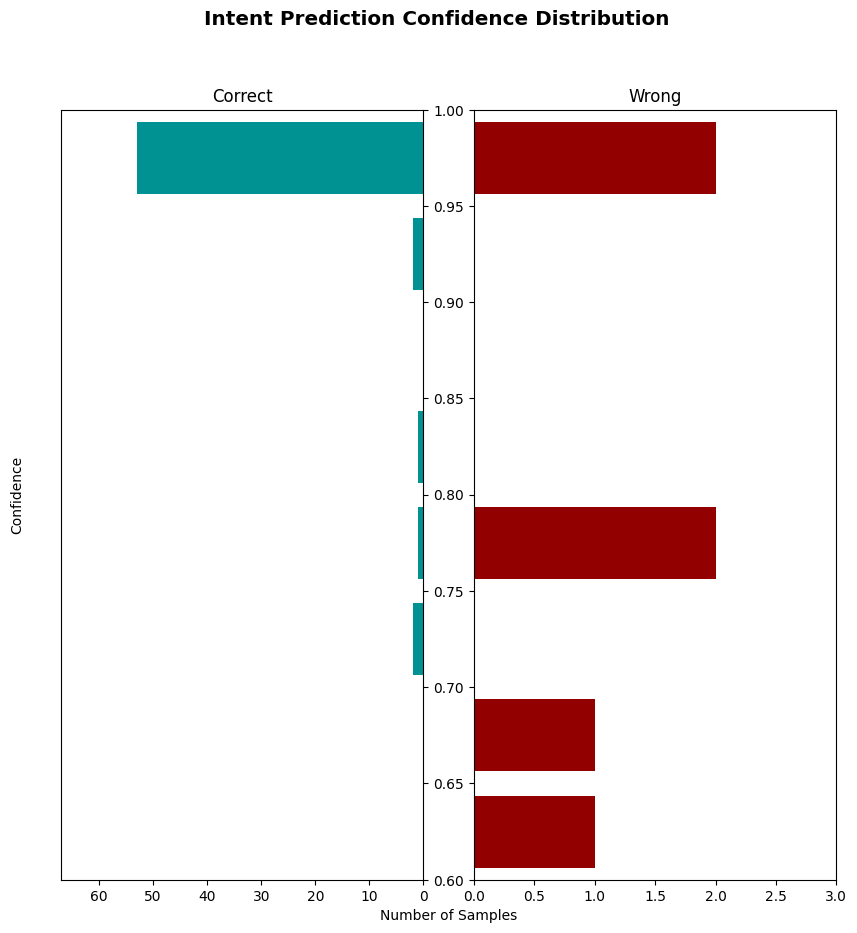 Intent Prediction Confidence Distribution
Correct
Wrong
1.00
0.95
0.90
0.85
0.80
0.75
0.70
0.65
0.60
Confidence
60 50 40 30 20 10 0
0.0 0.5 1.0 1.5 2.0 2.5 3.0
Number of Samples